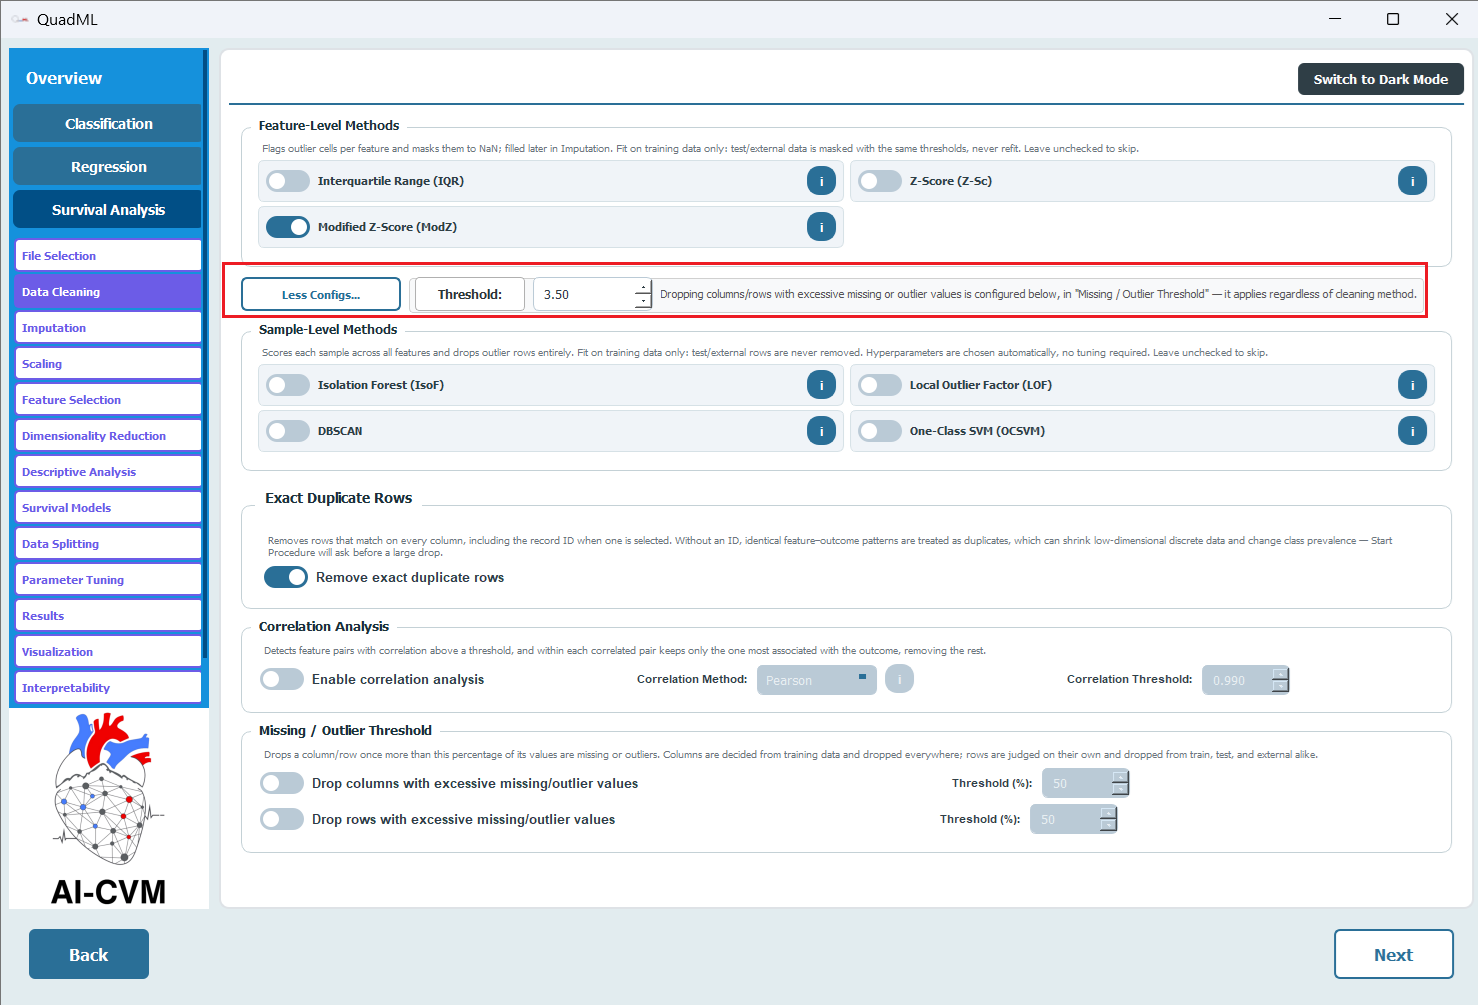 QuadML
Overview
Classification
Regression
Survival Analysis
File Selection
Data Cleaning
Imputation
Scaling
Feature Selection
Dimensionality Reduction
Descriptive Analysis
Survival Models
Data Splitting
Parameter Tuning
Results
Visualization
Interpretability
AI-CVM
Back
Switch to Dark Mode
Feature-Level Methods
Flags outlier cells per feature and masks them to NaN; filled later in Imputation. Fit on training data only: test/external data is masked with the same thresholds, never refit. Leave unchecked to skip.
Interquartile Range (IQR) i
Z-Score (Z-Sc) i
Modified Z-Score (ModZ) i
Less Configs... Threshold: 3.50 Dropping columns/rows with excessive missing or outlier values is configured below, in "Missing / Outlier Threshold" — it applies regardless of cleaning method.
Sample-Level Methods
Scores each sample across all features and drops outlier rows entirely. Fit on training data only: test/external rows are never removed. Hyperparameters are chosen automatically, no tuning required. Leave unchecked to skip.
Isolation Forest (IsoF) i
Local Outlier Factor (LOF) i
DBSCAN i
One-Class SVM (OCSVM) i
Exact Duplicate Rows
Removes rows that match on every column, including the record ID when one is selected. Without an ID, identical feature–outcome patterns are treated as duplicates, which can shrink low-dimensional discrete data and change class prevalence — Start
Procedure will ask before a large drop.
Remove exact duplicate rows
Correlation Analysis
Detects feature pairs with correlation above a threshold, and within each correlated pair keeps only the one most associated with the outcome, removing the rest.
Enable correlation analysis Correlation Method: Pearson i Correlation Threshold: 0.990
Missing / Outlier Threshold
Drops a column/row once more than this percentage of its values are missing or outliers. Columns are decided from training data and dropped everywhere; rows are judged on their own and dropped from train, test, and external alike.
Drop columns with excessive missing/outlier values Threshold (%): 50
Drop rows with excessive missing/outlier values Threshold (%): 50
Next